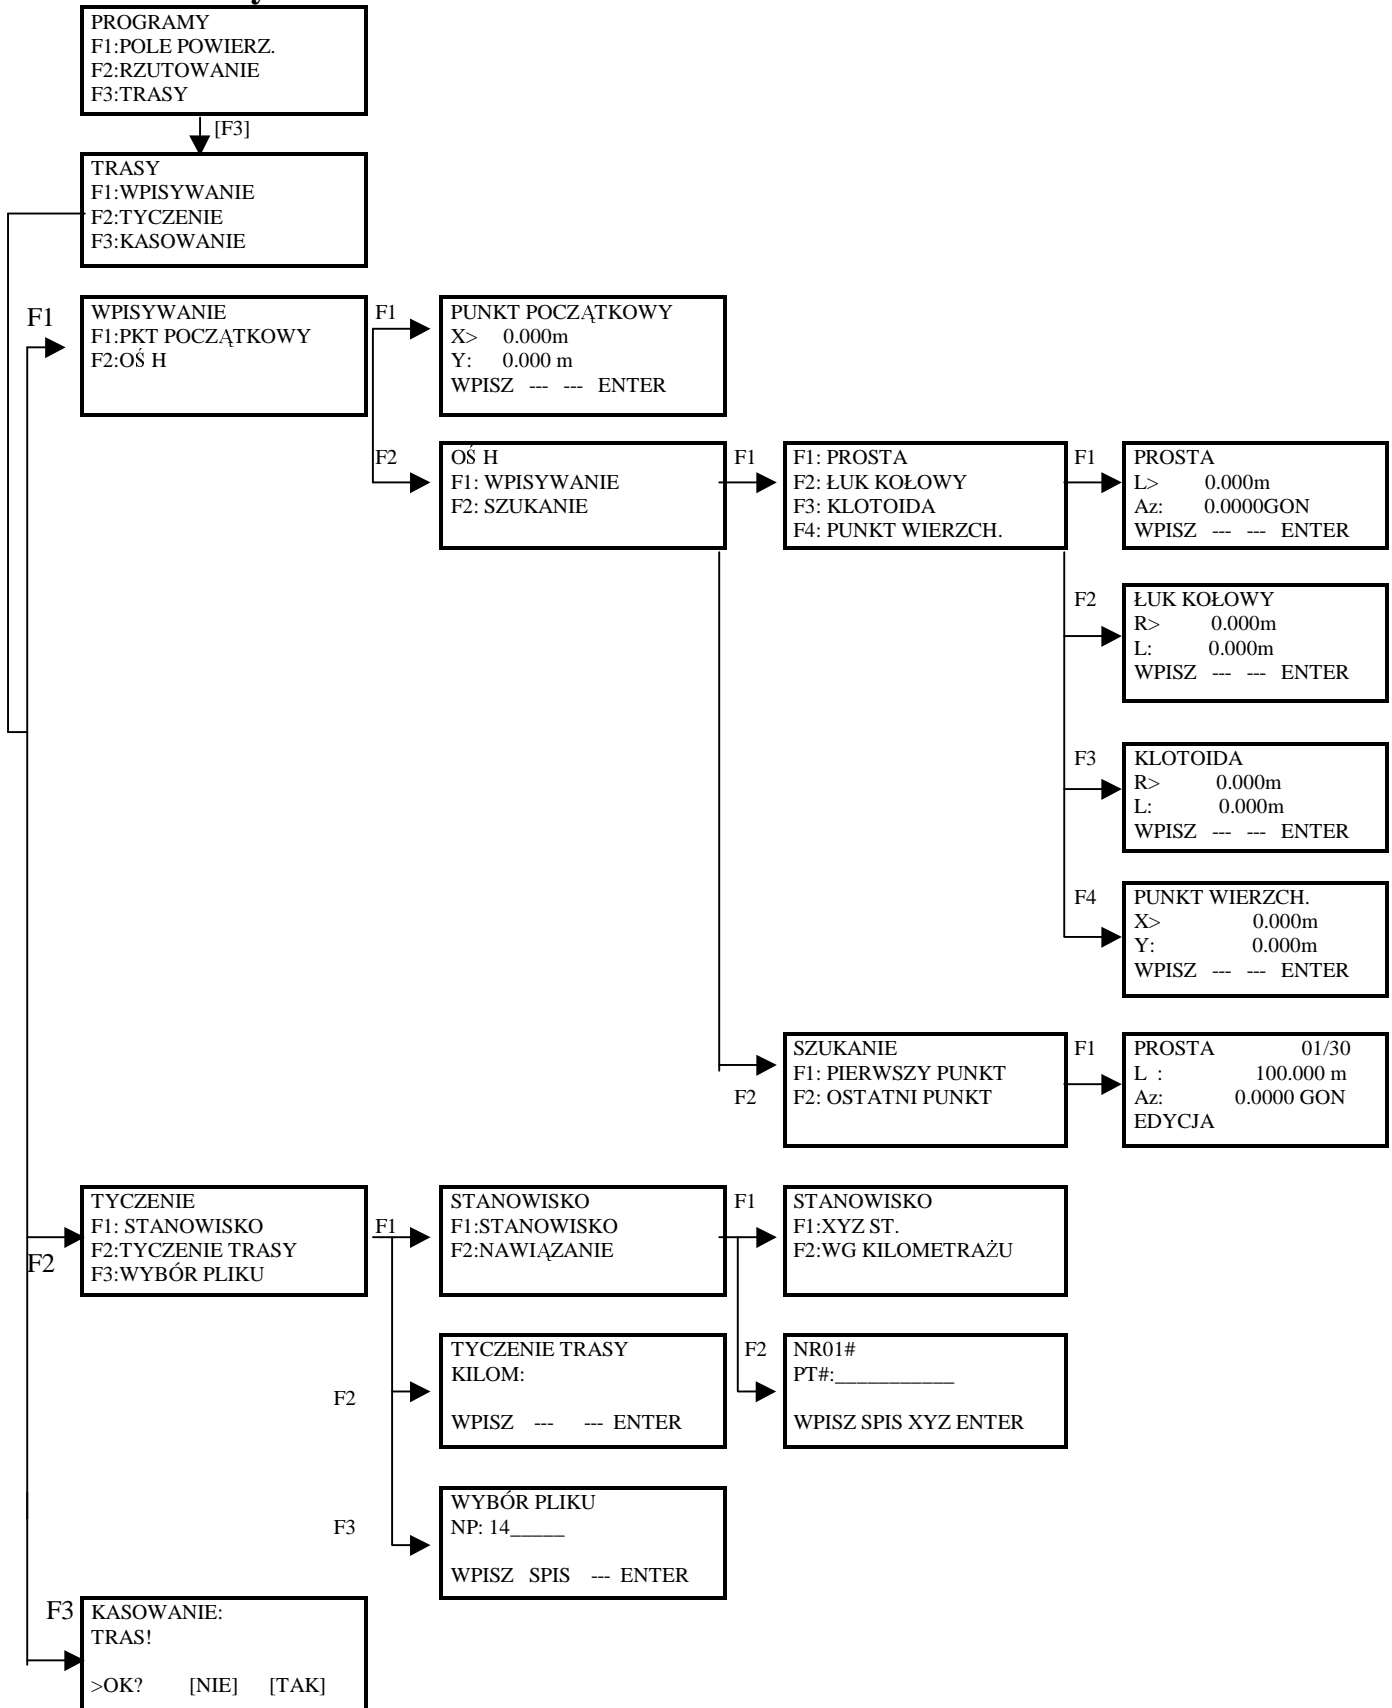 PROGRAMY
F1:POLE POWIERZ.
F2:RZUTOWANIE
F3:TRASY
[F3]
TRASY
F1:WPISYWANIE
F2:TYCZENIE
F3:KASOWANIE
F1
WPISYWANIE
F1:PKT POCZĄTKOWY
F2:OŚ H
F1
PUNKT POCZĄTKOWY
X> 0.000m
Y: 0.000 m
WPISZ --- --- ENTER
F2
OŚ H
F1: WPISYWANIE
F2: SZUKANIE
F1
F1: PROSTA
F2: ŁUK KOŁOWY
F3: KLOTOIDA
F4: PUNKT WIERZCH.
F1
PROSTA
L> 0.000m
Az: 0.0000GON
WPISZ --- --- ENTER
F2
ŁUK KOŁOWY
R> 0.000m
L: 0.000m
WPISZ --- --- ENTER
F3
KLOTOIDA
R> 0.000m
L: 0.000m
WPISZ --- --- ENTER
F4
PUNKT WIERZCH.
X> 0.000m
Y: 0.000m
WPISZ --- --- ENTER
F2
SZUKANIE
F1: PIERWSZY PUNKT
F2: OSTATNI PUNKT
F1
PROSTA 01/30
L : 100.000 m
Az: 0.0000 GON
EDYCJA
F2
TYCZENIE
F1: STANOWISKO
F2:TYCZENIE TRASY
F3:WYBÓR PLIKU
F1
STANOWISKO
F1:STANOWISKO
F2:NAWIĄZANIE
F1
STANOWISKO
F1:XYZ ST.
F2:WG KILOMETRAŻU
F2
TYCZENIE TRASY
KILOM:
WPISZ --- --- ENTER
F2
NR01#
PT#:___________
WPISZ SPIS XYZ ENTER
F3
WYBÓR PLIKU
NP: 14_____
WPISZ SPIS --- ENTER
F3
KASOWANIE:
TRAS!
>OK? [NIE] [TAK]